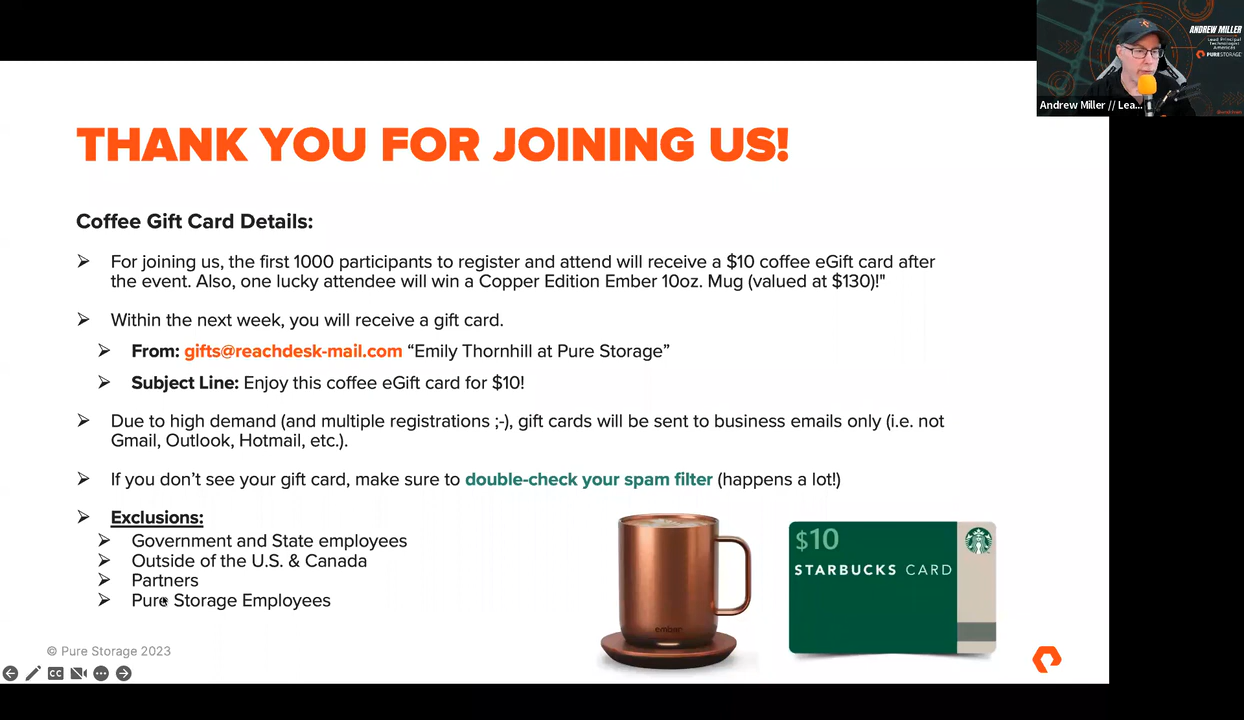 ANDREW MILLER
Lead Principal
Technologist
Americas
PURESTORAGE
Andrew Miller // Lea...
THANK YOU FOR JOINING US!
Coffee Gift Card Details:
For joining us, the first 1000 participants to register and attend will receive a $10 coffee eGift card after
the event. Also, one lucky attendee will win a Copper Edition Ember 10oz. Mug (valued at $130)!"
Within the next week, you will receive a gift card.
From: gifts@reachdesk-mail.com “Emily Thornhill at Pure Storage”
Subject Line: Enjoy this coffee eGift card for $10!
Due to high demand (and multiple registrations ;-), gift cards will be sent to business emails only (i.e. not
Gmail, Outlook, Hotmail, etc.).
If you don’t see your gift card, make sure to double-check your spam filter (happens a lot!)
Exclusions:
Government and State employees
Outside of the U.S. & Canada
Partners
Pure Storage Employees
ember
$10
STARBUCKS CARD
© Pure Storage 2023
CC